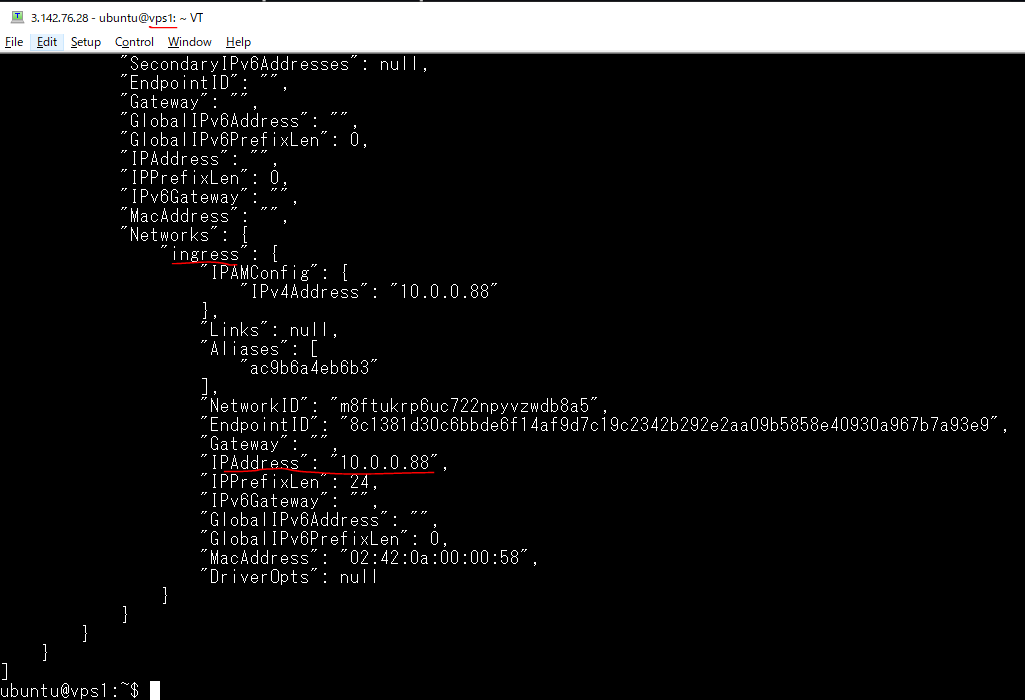 3.142.76.28 - ubuntu@vps1: ~ VT
File Edit Setup Control Window Help
"SecondaryIPv6Addresses": null,
"EndpointID": "",
"Gateway": "",
"GlobalIPv6Address": "",
"GlobalIPv6PrefixLen": 0,
"IPAddress": "",
"IPPrefixLen": 0,
"IPv6Gateway": "",
"MacAddress": "",
"Networks": {
"ingress": {
"IPAMConfig": {
"IPv4Address": "10.0.0.88"
},
"Links": null,
"Aliases": [
"ac9b6a4eb6b3"
],
"NetworkID": "m8ftukrp6uc722npyvzwdb8a5",
"EndpointID": "8c1381d30c6bbde6f14af9d7c19c2342b292e2aa09b5858e40930a967b7a93e9",
"Gateway": "",
"IPAddress": "10.0.0.88",
"IPPrefixLen": 24,
"IPv6Gateway": "",
"GlobalIPv6Address": "",
"GlobalIPv6PrefixLen": 0,
"MacAddress": "02:42:0a:00:00:58",
"DriverOpts": null
}
}
}
}
]
ubuntu@vps1:~$